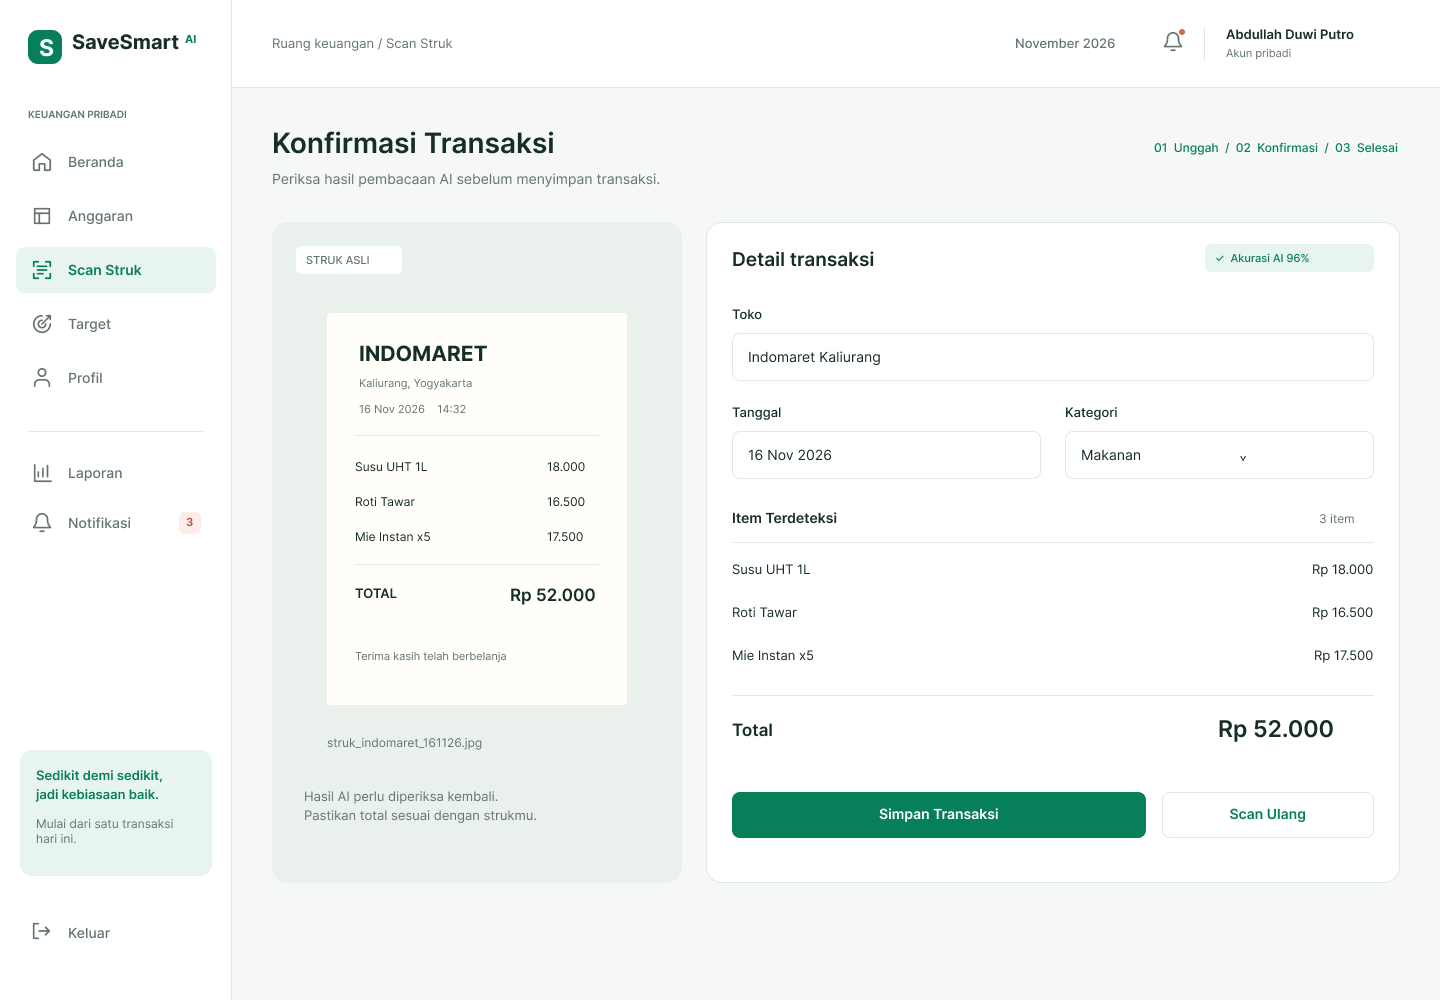 S SaveSmart AI
KEUANGAN PRIBADI
Beranda
Anggaran
Scan Struk
Target
Profil
Laporan
Notifikasi 3
Sedikit demi sedikit,
jadi kebiasaan baik.
Mulai dari satu transaksi
hari ini.
Keluar
Ruang keuangan / Scan Struk
November 2026
Abdullah Duwi Putro
Akun pribadi
Konfirmasi Transaksi
Periksa hasil pembacaan AI sebelum menyimpan transaksi.
01 Unggah / 02 Konfirmasi / 03 Selesai
STRUK ASLI
INDOMARET
Kaliurang, Yogyakarta
16 Nov 2026 14:32
Susu UHT 1L 18.000
Roti Tawar 16.500
Mie Instan x5 17.500
TOTAL Rp 52.000
Terima kasih telah berbelanja
struk_indomaret_161126.jpg
Hasil AI perlu diperiksa kembali.
Pastikan total sesuai dengan strukmu.
Detail transaksi
✓ Akurasi AI 96%
Toko
Indomaret Kaliurang
Tanggal
16 Nov 2026
Kategori
Makanan
Item Terdeteksi 3 item
Susu UHT 1L Rp 18.000
Roti Tawar Rp 16.500
Mie Instan x5 Rp 17.500
Total Rp 52.000
Simpan Transaksi
Scan Ulang